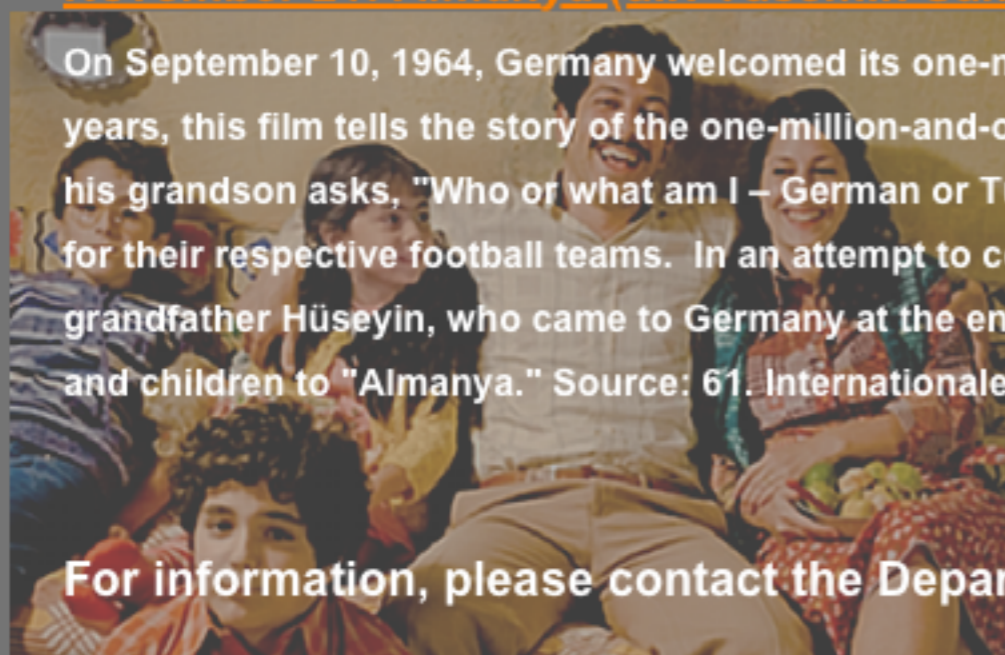 On September 10, 1964, Germany welcomed its one-
years, this film tells the story of the one-million-and-
his grandson asks, "Who or what am I – German or T
for their respective football teams. In an attempt to c
grandfather Hüseyin, who came to Germany at the en
and children to "Almanya." Source: 61. Internationale
For information, please contact the Depar